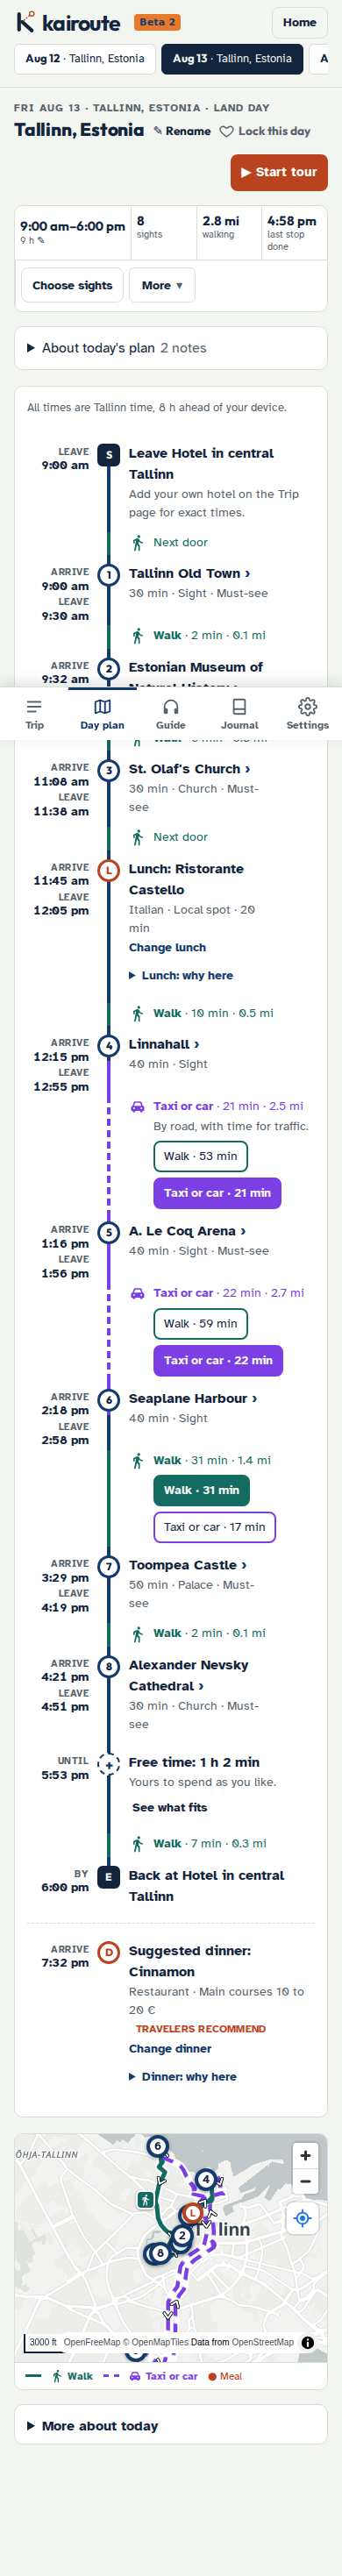 kairoute
Beta 2
Home
Aug 12 · Tallinn, Estonia
Aug 13 · Tallinn, Estonia
A
FRI AUG 13 · TALLINN, ESTONIA · LAND DAY
Tallinn, Estonia ✎ Rename Lock this day
▶ Start tour
9:00 am–6:00 pm
9 h ✎
8
sights
2.8 mi
walking
4:58 pm
last stop
done
Choose sights
More ▾
▶ About today's plan 2 notes
All times are Tallinn time, 8 h ahead of your device.
LEAVE
9:00 am
S
Leave Hotel in central
Tallinn
Add your own hotel on the Trip
page for exact times.
Next door
ARRIVE
9:00 am
LEAVE
9:30 am
1
Tallinn Old Town ›
30 min · Sight · Must-see
Walk · 2 min · 0.1 mi
ARRIVE
9:32 am
2
Estonian Museum of
Trip
Day plan
Guide
Journal
Settings
ARRIVE
11:08 am
LEAVE
11:38 am
3
St. Olaf's Church ›
30 min · Church · Must-
see
Next door
ARRIVE
11:45 am
LEAVE
12:05 pm
L
Lunch: Ristorante
Castello
Italian · Local spot · 20
min
Change lunch
▶ Lunch: why here
Walk · 10 min · 0.5 mi
ARRIVE
12:15 pm
LEAVE
12:55 pm
4
Linnahall ›
40 min · Sight
Taxi or car · 21 min · 2.5 mi
By road, with time for traffic.
Walk · 53 min
Taxi or car · 21 min
ARRIVE
1:16 pm
LEAVE
1:56 pm
5
A. Le Coq Arena ›
40 min · Sight · Must-see
Taxi or car · 22 min · 2.7 mi
Walk · 59 min
Taxi or car · 22 min
ARRIVE
2:18 pm
LEAVE
2:58 pm
6
Seaplane Harbour ›
40 min · Sight
Walk · 31 min · 1.4 mi
Walk · 31 min
Taxi or car · 17 min
ARRIVE
3:29 pm
LEAVE
4:19 pm
7
Toompea Castle ›
50 min · Palace · Must-
see
Walk · 2 min · 0.1 mi
ARRIVE
4:21 pm
LEAVE
4:51 pm
8
Alexander Nevsky
Cathedral ›
30 min · Church · Must-
see
UNTIL
5:53 pm
+
Free time: 1 h 2 min
Yours to spend as you like.
See what fits
Walk · 7 min · 0.3 mi
BY
6:00 pm
E
Back at Hotel in central
Tallinn
ARRIVE
7:32 pm
D
Suggested dinner:
Cinnamon
Restaurant · Main courses 10 to
20 €
TRAVELERS RECOMMEND
Change dinner
▶ Dinner: why here
ÕHJA-TALLINN
6
4
L
2
8
+
−
3000 ft
OpenFreeMap © OpenMapTiles Data from OpenStreetMap
Walk
Taxi or car
Meal
▶ More about today